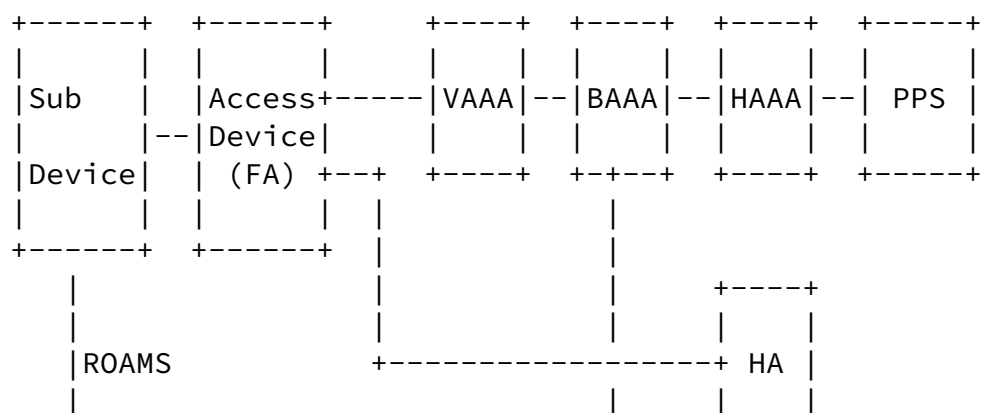 Sub Access VAAA BAAA HAAA PPS
Device
Device (FA)
ROAMS HA